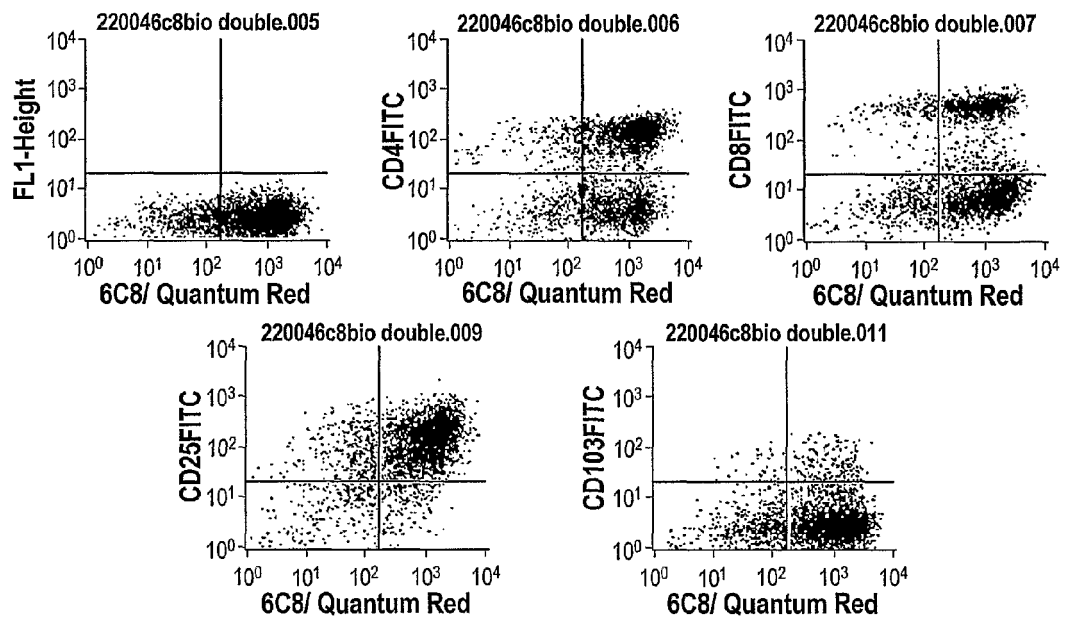 220046c8bio double.005
FL1-Height
10⁴
10³
10²
10¹
10⁰
10⁰ 10¹ 10² 10³ 10⁴
6C8/ Quantum Red
220046c8bio double.006
CD4FITC
10⁴
10³
10²
10¹
10⁰
10⁰ 10¹ 10² 10³ 10⁴
6C8/ Quantum Red
220046c8bio double.007
CD8FITC
10⁴
10³
10²
10¹
10⁰
10⁰ 10¹ 10² 10³ 10⁴
6C8/ Quantum Red
220046c8bio double.009
CD25FITC
10⁴
10³
10²
10¹
10⁰
10⁰ 10¹ 10² 10³ 10⁴
6C8/ Quantum Red
220046c8bio double.011
CD103FITC
10⁴
10³
10²
10¹
10⁰
10⁰ 10¹ 10² 10³ 10⁴
6C8/ Quantum Red